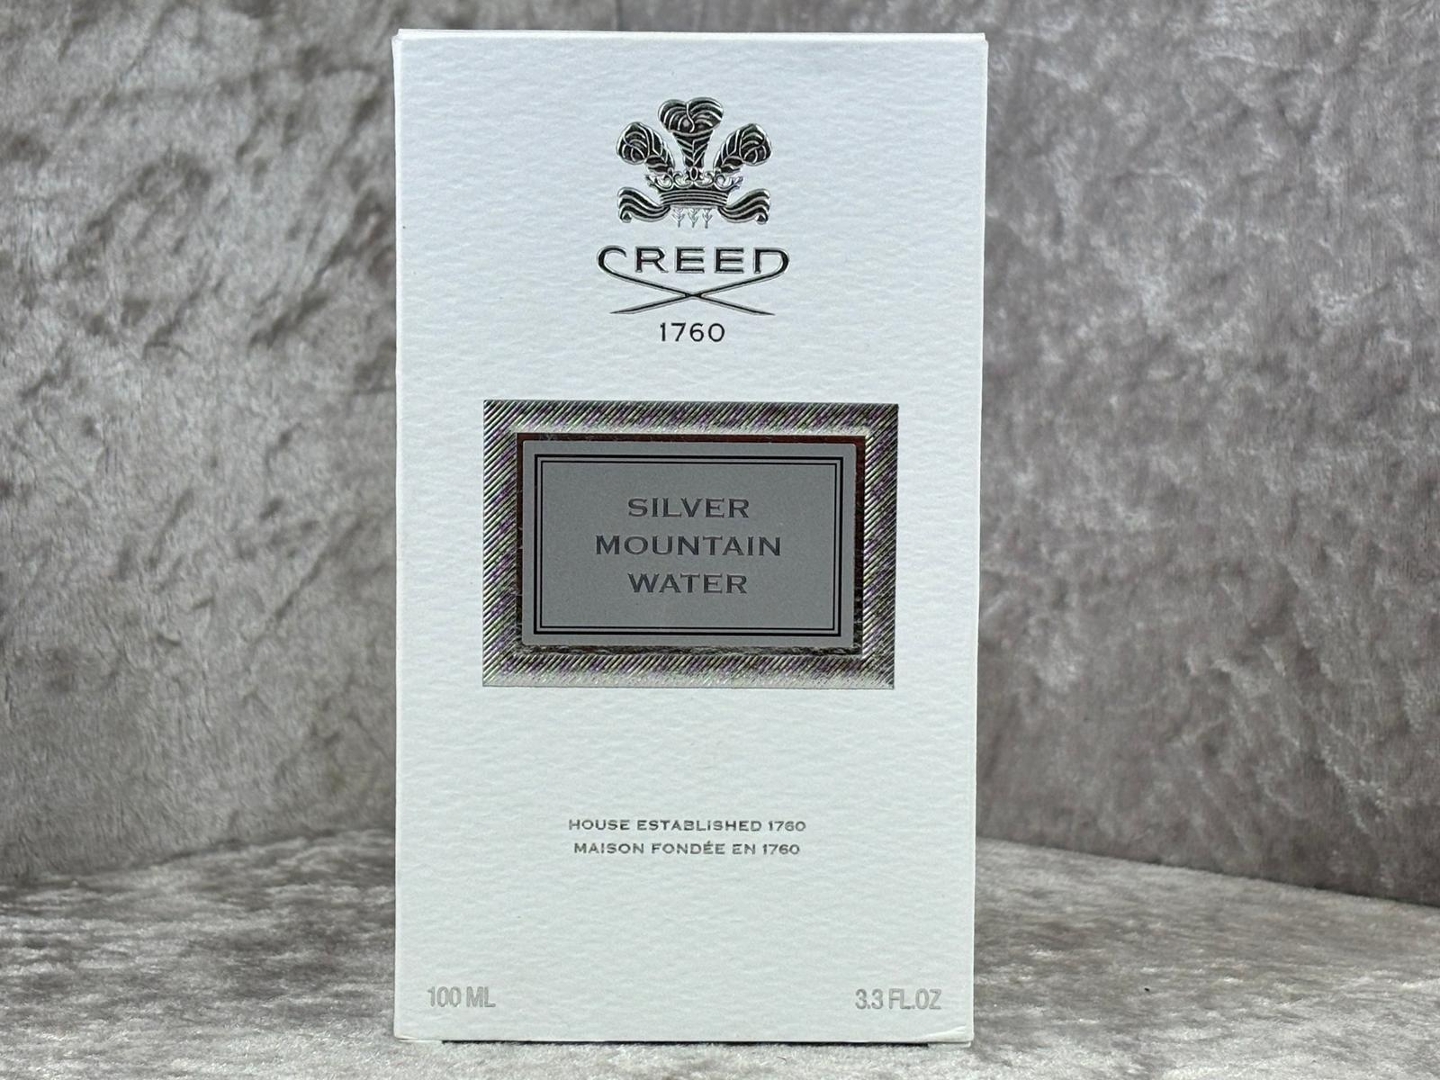 CREED
1760
SILVER
MOUNTAIN
WATER
HOUSE ESTABLISHED 1760
MAISON FONDÉE EN 1760
100 ML
3.3 FL.OZ